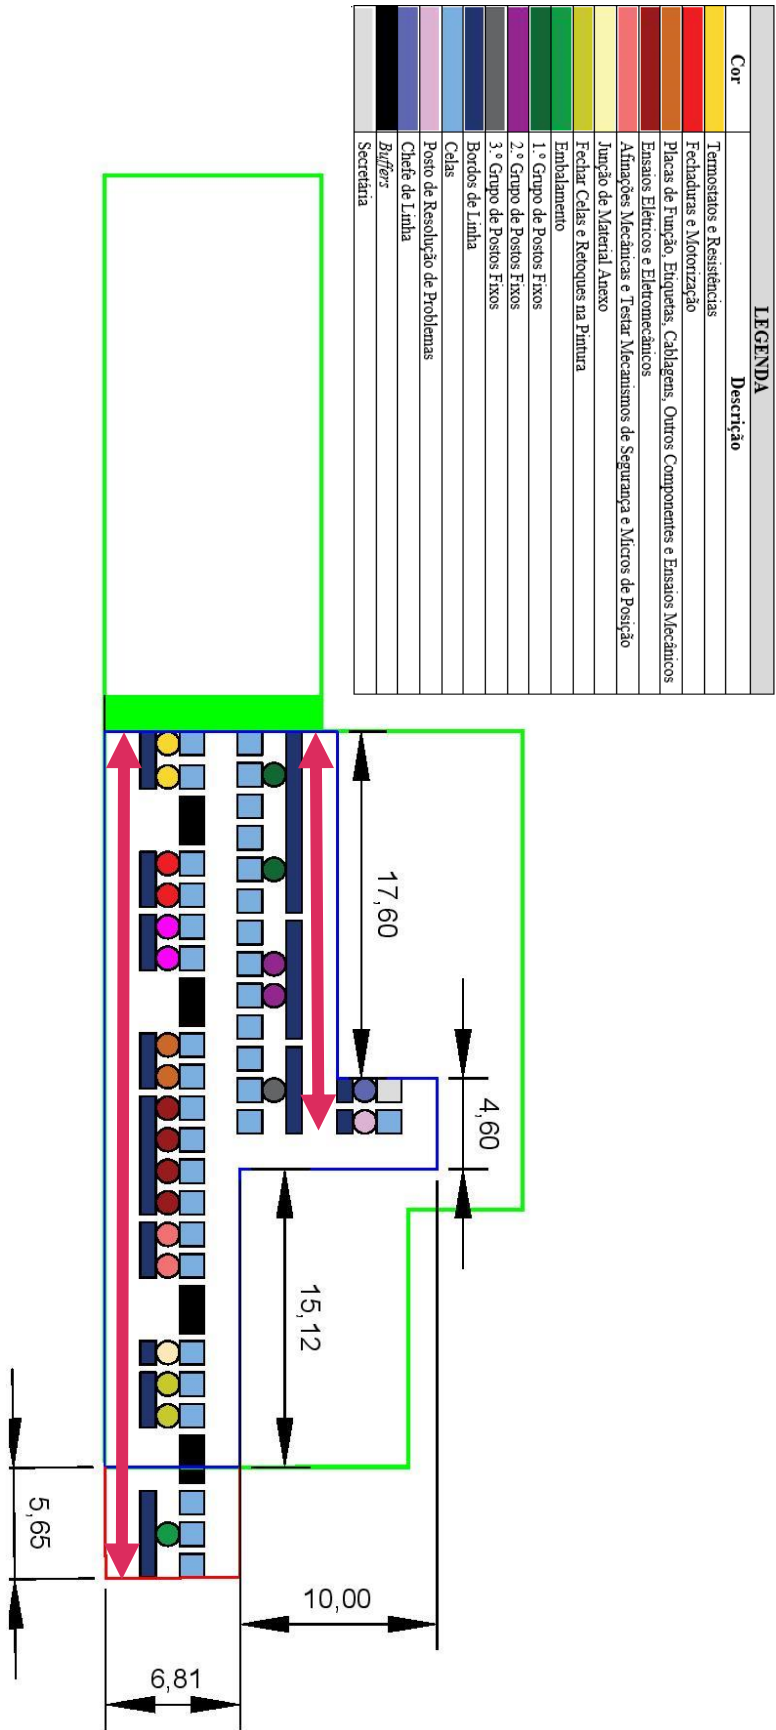 LEGENDA
Cor Descrição
Termostatos e Resistências
Fechaduras e Motorização
Placas de Função, Etiquetas, Cablagens, Outros Componentes e Ensaios Mecânicos
Ensaios Elétricos e Eletromecânicos
Afinações Mecânicas e Testar Mecanismos de Segurança e Micros de Posição
Junção de Material Anexo
Fechar Celas e Retoques na Pintura
Embalamento
1.º Grupo de Postos Fixos
2.º Grupo de Postos Fixos
3.º Grupo de Postos Fixos
Bordos de Linha
Celas
Posto de Resolução de Problemas
Chefe de Linha
Buffers
Secretária
17,60
4,60
15,12
5,65
10,00
6,81